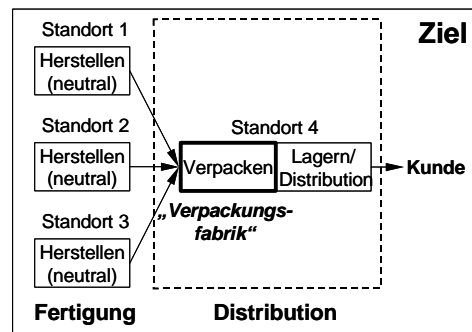 Ziel
Standort 1
Herstellen
(neutral)
Standort 2
Herstellen
(neutral)
Standort 3
Herstellen
(neutral)
Standort 4
Verpacken
Lagern/
Distribution
Kunde
„Verpackungs-
fabrik“
Fertigung
Distribution